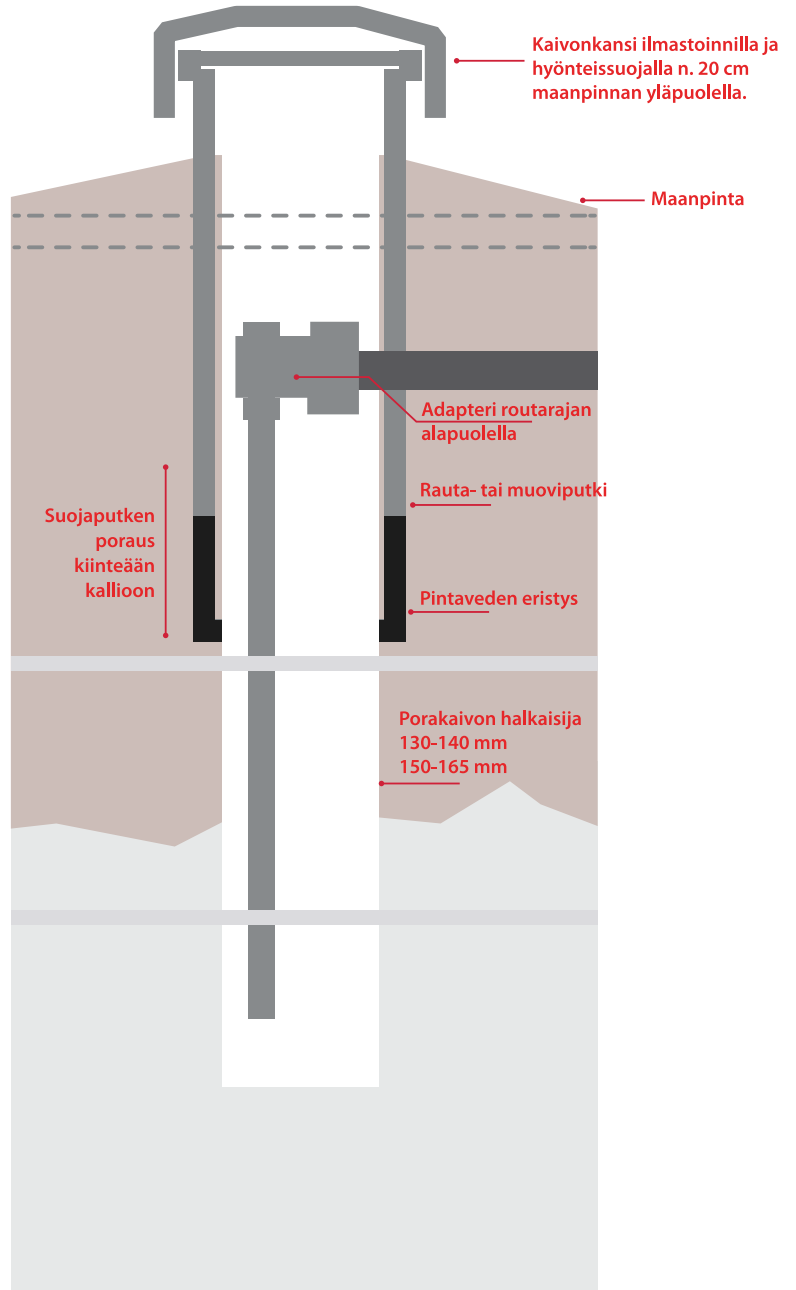 Kaivonkansi ilmastoinnilla ja
hyönteissuojalla n. 20 cm
maanpinnan yläpuolella.
Maanpinta
Adapteri routarajan
alapuolella
Rauta- tai muoviputki
Suojaputken
poraus
kiinteään
kallioon
Pintaveden eristys
Porakaivon halkaisija
130-140 mm
150-165 mm